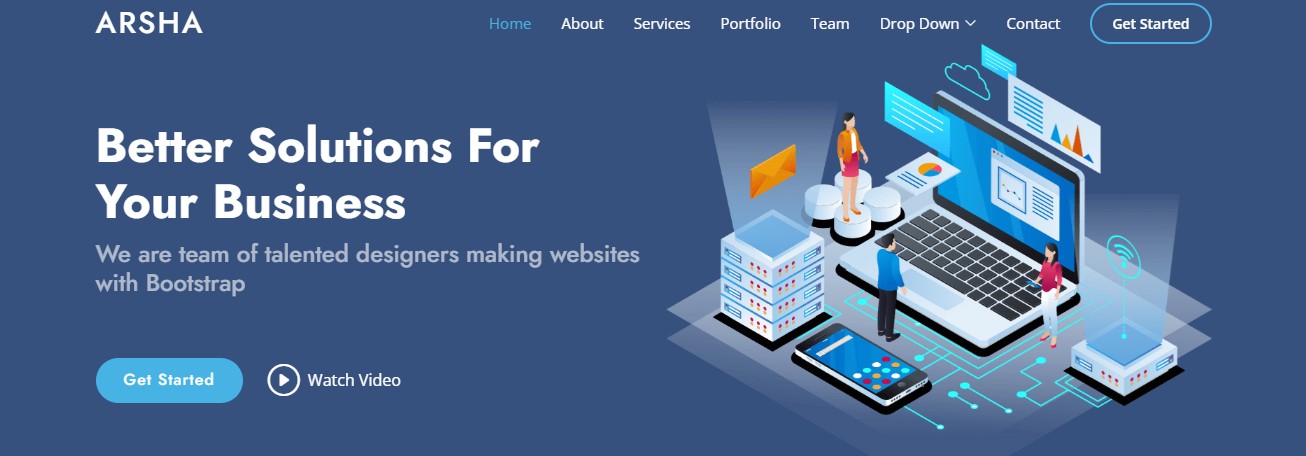 ARSHA
Home About Services Portfolio Team Drop Down Contact Get Started
Better Solutions For
Your Business
We are team of talented designers making websites
with Bootstrap
Get Started Watch Video